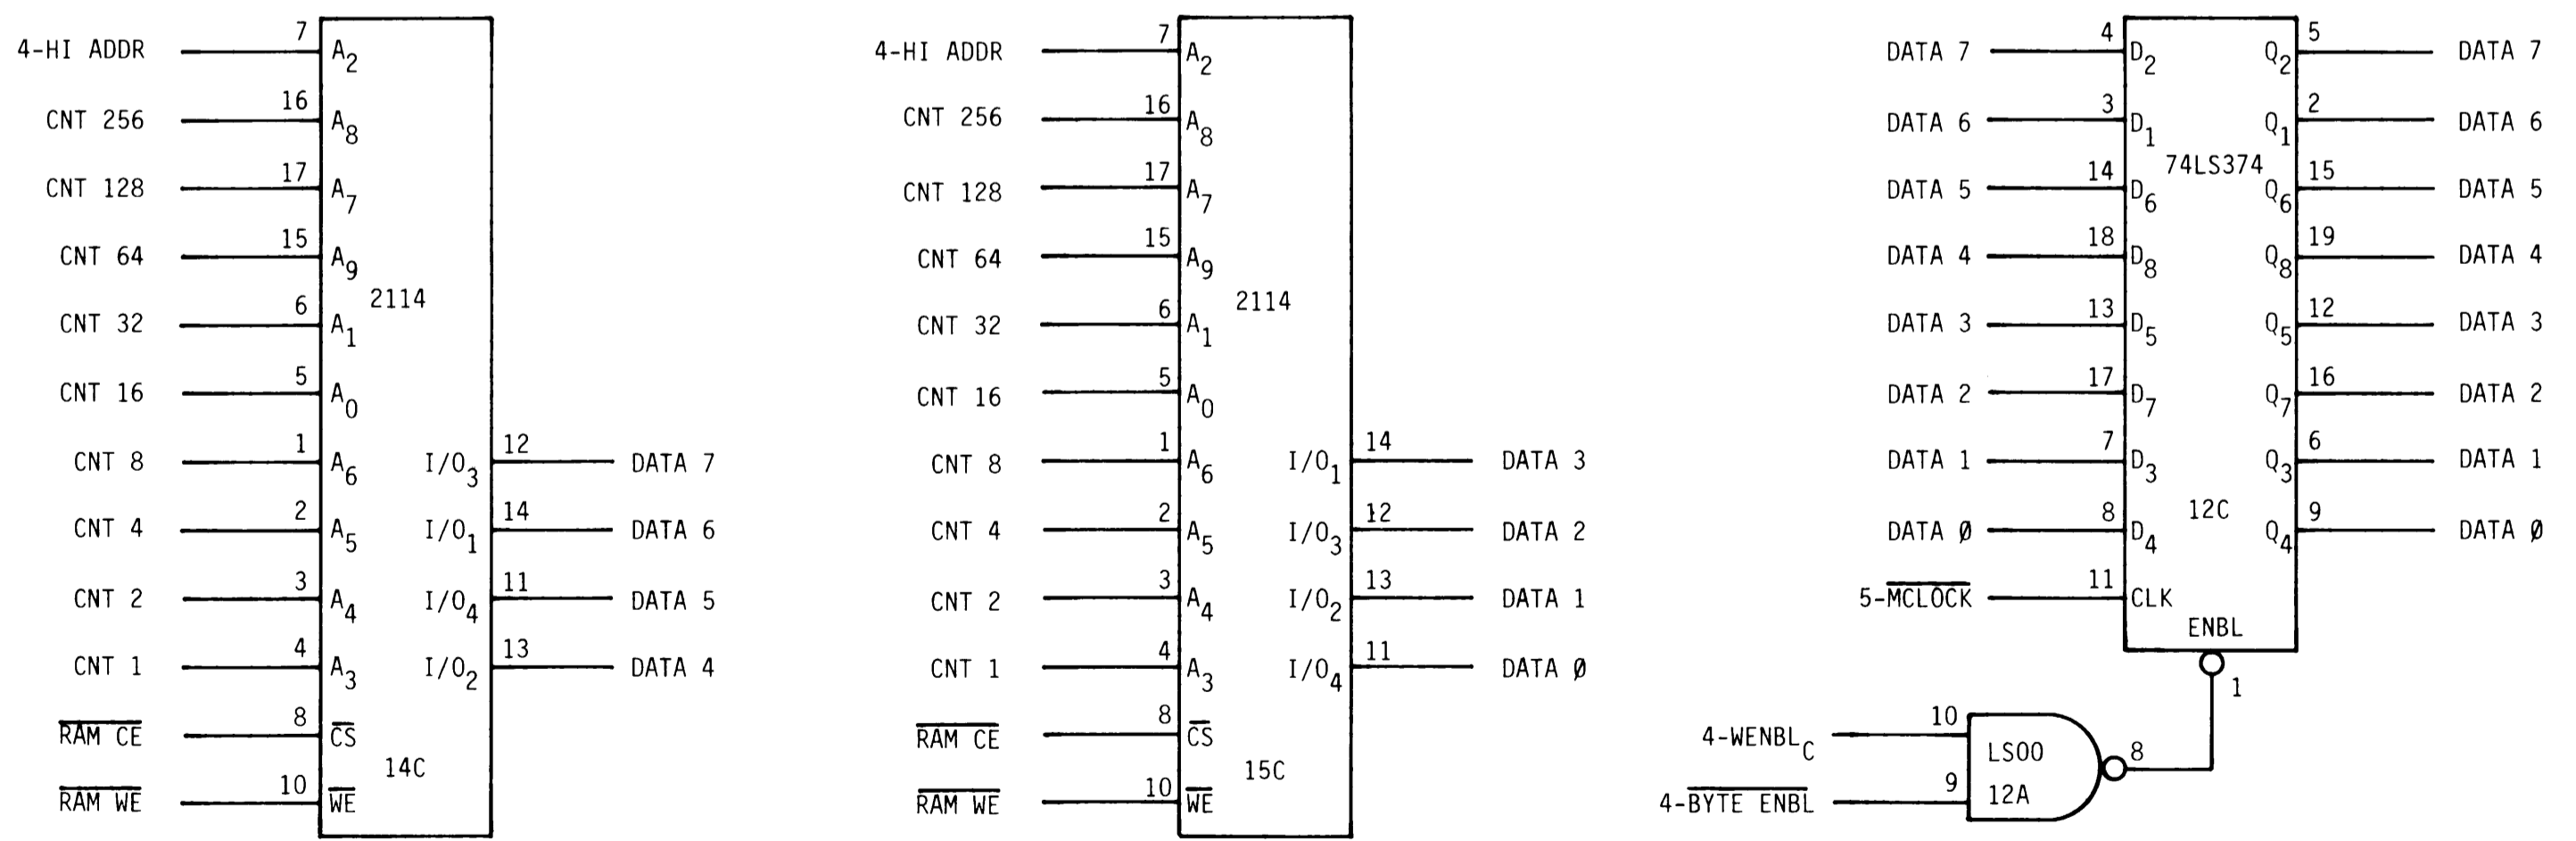 4-HI ADDR 7 A2
CNT 256 16 A8
CNT 128 17 A7
CNT 64 15 A9
CNT 32 6 A1
2114
CNT 16 5 A0
CNT 8 1 A6 I/O3 12 DATA 7
CNT 4 2 A5 I/O1 14 DATA 6
CNT 2 3 A4 I/O4 11 DATA 5
CNT 1 4 A3 I/O2 13 DATA 4
RAM CE 8 CS
14C
RAM WE 10 WE
4-HI ADDR 7 A2
CNT 256 16 A8
CNT 128 17 A7
CNT 64 15 A9
CNT 32 6 A1
2114
CNT 16 5 A0
CNT 8 1 A6 I/O1 14 DATA 3
CNT 4 2 A5 I/O3 12 DATA 2
CNT 2 3 A4 I/O2 13 DATA 1
CNT 1 4 A3 I/O4 11 DATA Ø
RAM CE 8 CS
15C
RAM WE 10 WE
DATA 7 4 D2 Q2 5 DATA 7
DATA 6 3 D1 Q1 2 DATA 6
74LS374
DATA 5 14 D6 Q6 15 DATA 5
DATA 4 18 D8 Q8 19 DATA 4
DATA 3 13 D5 Q5 12 DATA 3
DATA 2 17 D7 Q7 16 DATA 2
DATA 1 7 D3 Q3 6 DATA 1
12C
DATA Ø 8 D4 Q4 9 DATA Ø
5-MCLOCK 11 CLK
ENBL
1
4-WENBLC 10
LS00 8
4-BYTE ENBL 9
12A